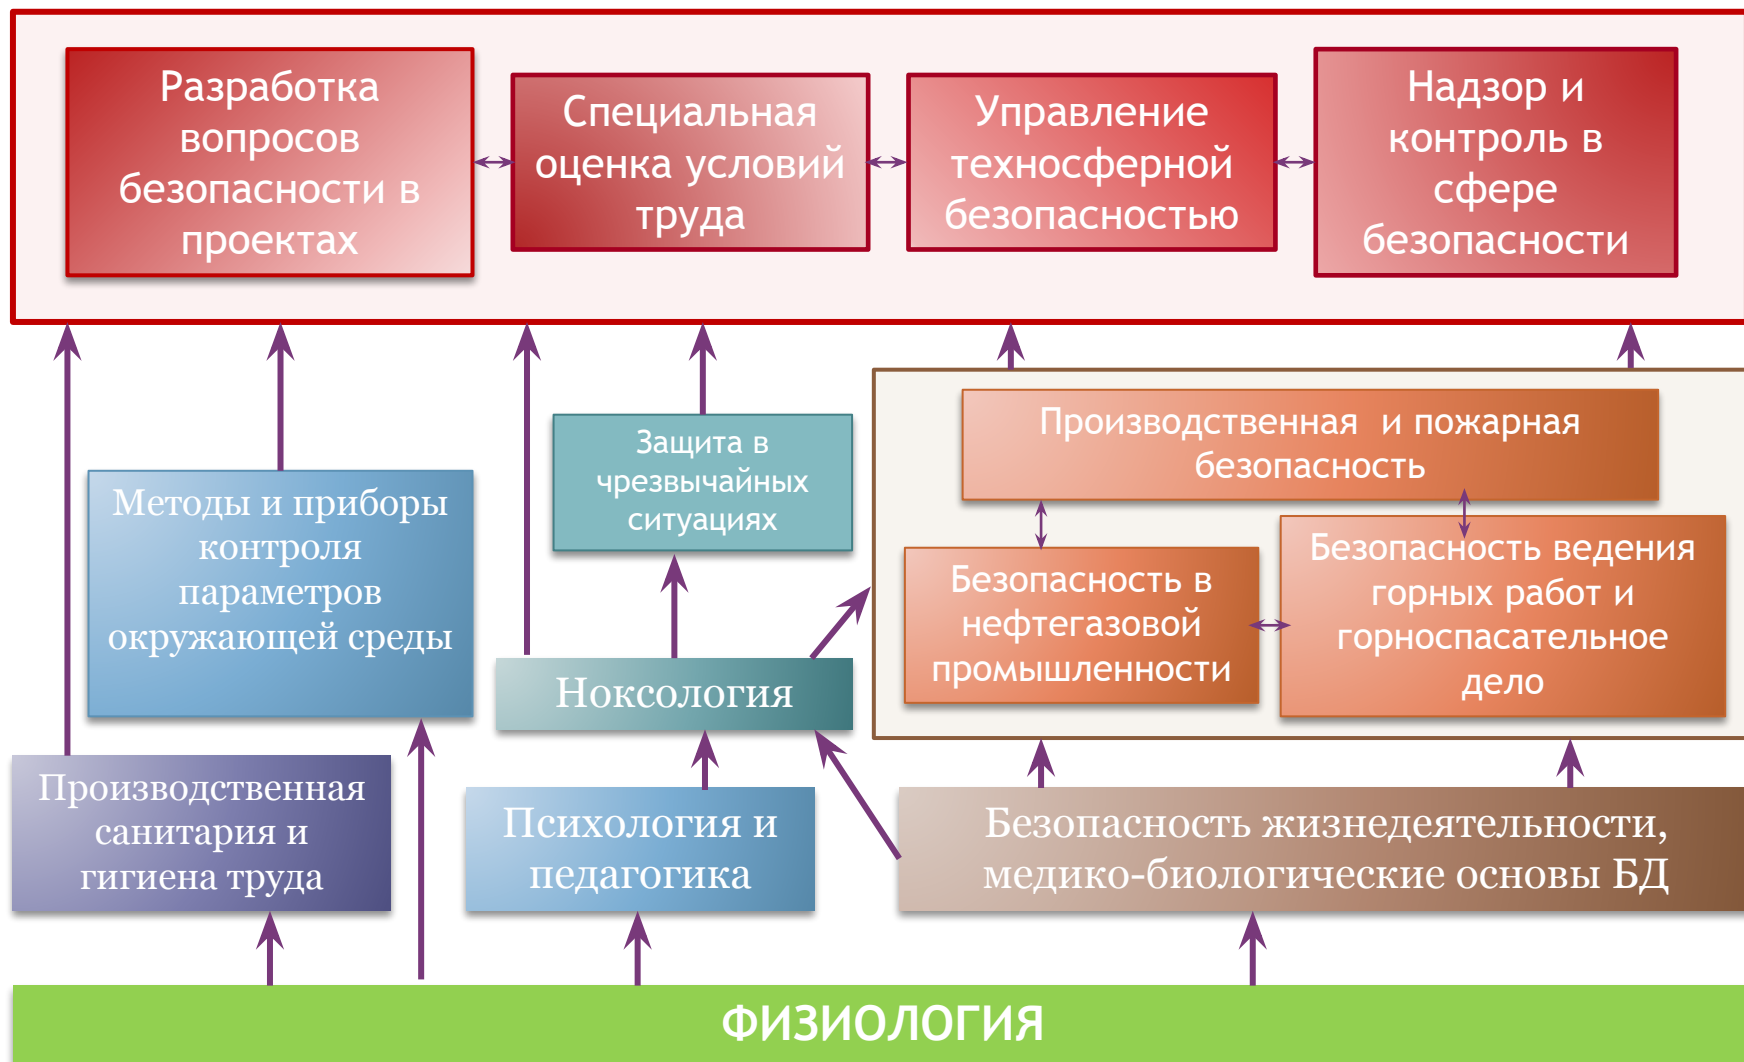 Разработка
вопросов
безопасности в
проектах
Специальная
оценка условий
труда
Управление
техносферной
безопасностью
Надзор и
контроль в
сфере
безопасности
Защита в
чрезвычайных
ситуациях
Производственная и пожарная
безопасность
Методы и приборы
контроля
параметров
окружающей среды
Безопасность в
нефтегазовой
промышленности
Безопасность ведения
горных работ и
горноспасательное
дело
Ноксология
Производственная
санитария и
гигиена труда
Психология и
педагогика
Безопасность жизнедеятельности,
медико-биологические основы БД
ФИЗИОЛОГИЯ